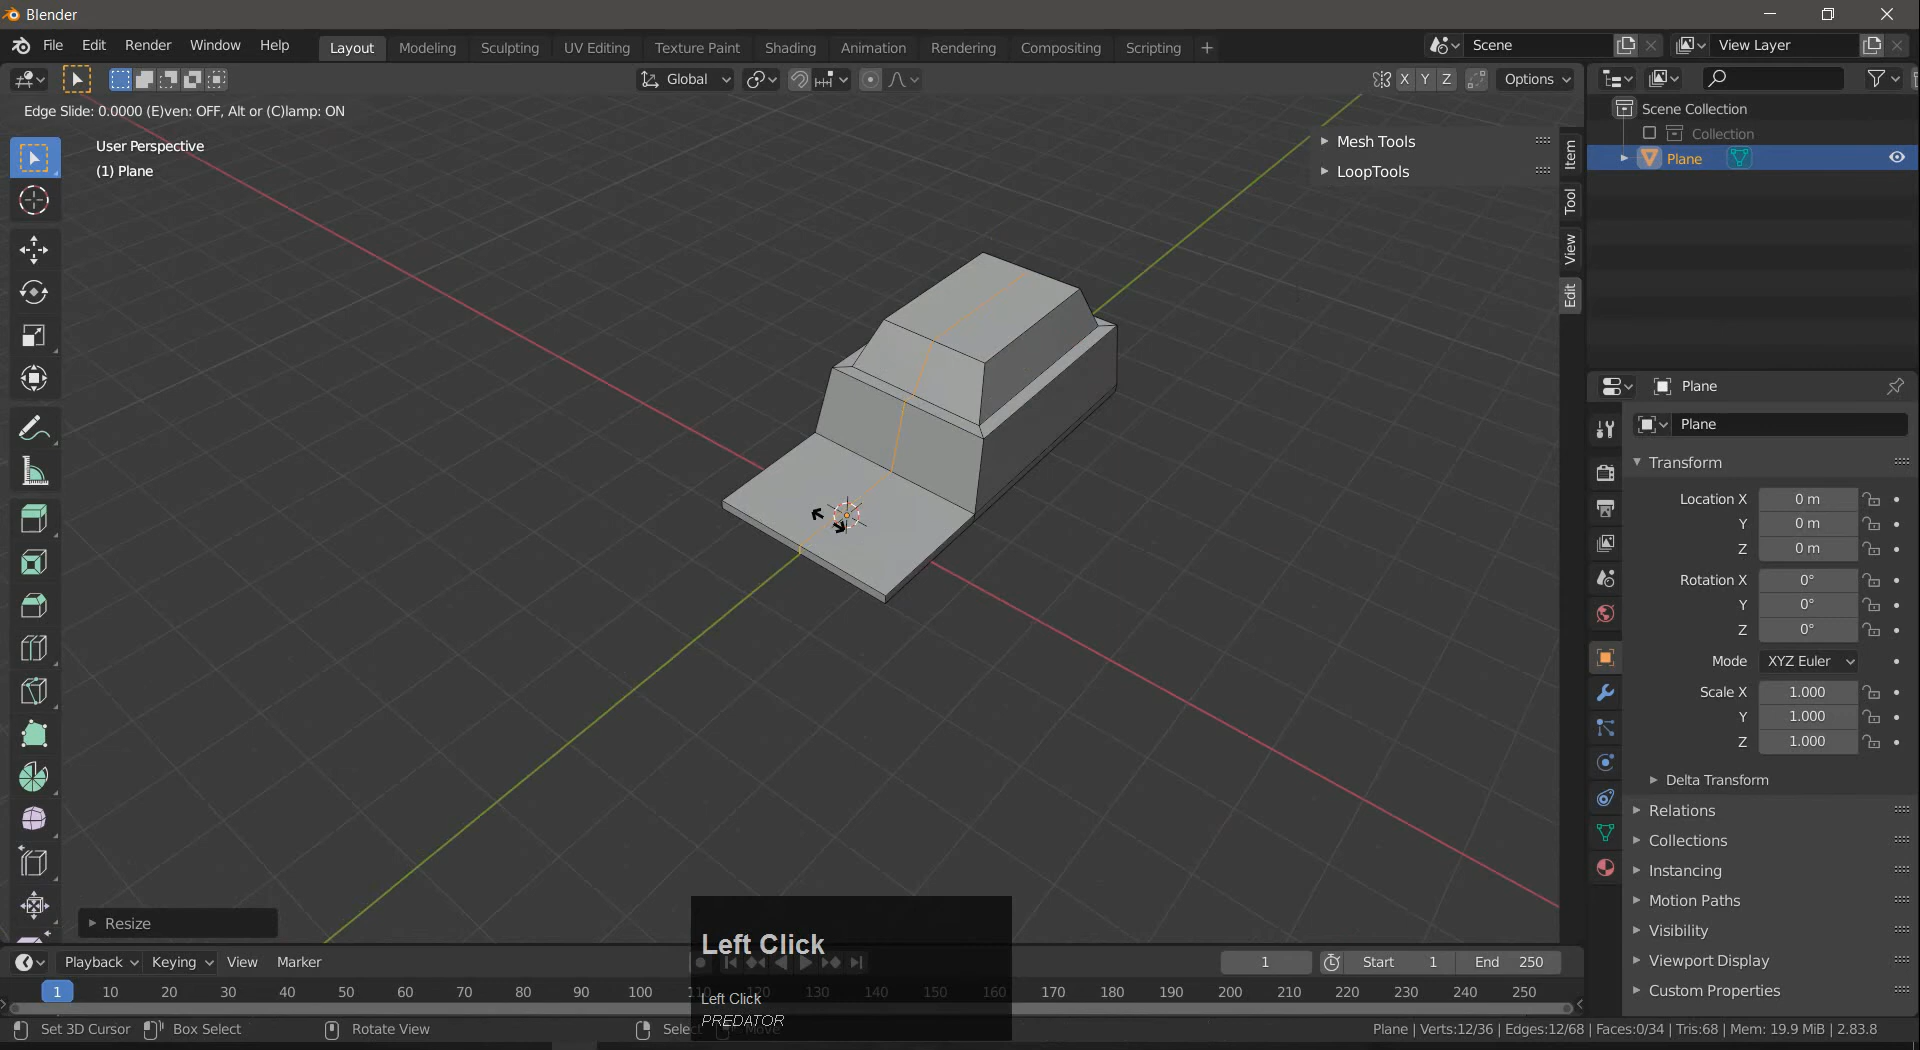 Blender
File Edit Render Window Help Layout Modeling Sculpting UV Editing Texture Paint Shading Animation Rendering Compositing Scripting + Scene View Layer
Global X Y Z Options
Edge Slide: 0.0000 (E)ven: OFF, Alt or (C)lamp: ON
User Perspective
(1) Plane
Mesh Tools
LoopTools
Item
Tool
View
Edit
Scene Collection
Collection
Plane
Plane
Plane
Transform
Location X 0 m
Y 0 m
Z 0 m
Rotation X 0°
Y 0°
Z 0°
Mode XYZ Euler
Scale X 1.000
Y 1.000
Z 1.000
Delta Transform
Relations
Collections
Instancing
Motion Paths
Visibility
Viewport Display
Custom Properties
Resize
Left Click
Left Click
PREDATOR
Playback Keying View Marker 1 Start 1 End 250
1 10 20 30 40 50 60 70 80 90 100 110 120 130 140 150 160 170 180 190 200 210 220 230 240 250
Set 3D Cursor Box Select Rotate View Select Move Plane | Verts:12/36 | Edges:12/68 | Faces:0/34 | Tris:68 | Mem: 19.9 MiB | 2.83.8